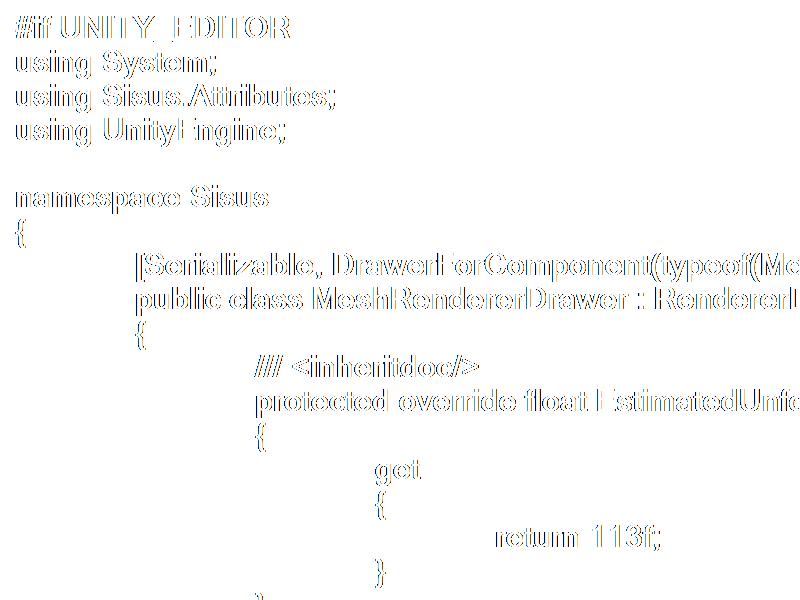 #if UNITY_EDITOR
using System;
using Sisus.Attributes;
using UnityEngine;
namespace Sisus
{
[Serializable, DrawerForComponent(typeof(Me
public class MeshRendererDrawer : Renderer
{
/// <inheritdoc/>
protected override float EstimatedUnfo
{
get
{
return 113f;
}
}